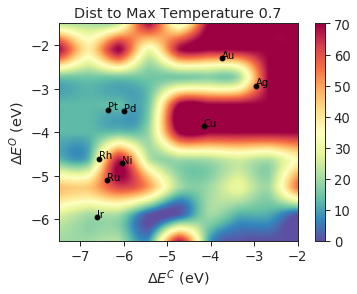 Dist to Max Temperature 0.7
70
60
50
40
30
20
10
0
−2
−3
−4
−5
−6
ΔE^O (eV)
Au
Ag
Pt
Pd
Cu
Rh
Ni
Ru
Ir
−7
−6
−5
−4
−3
−2
ΔE^C (eV)